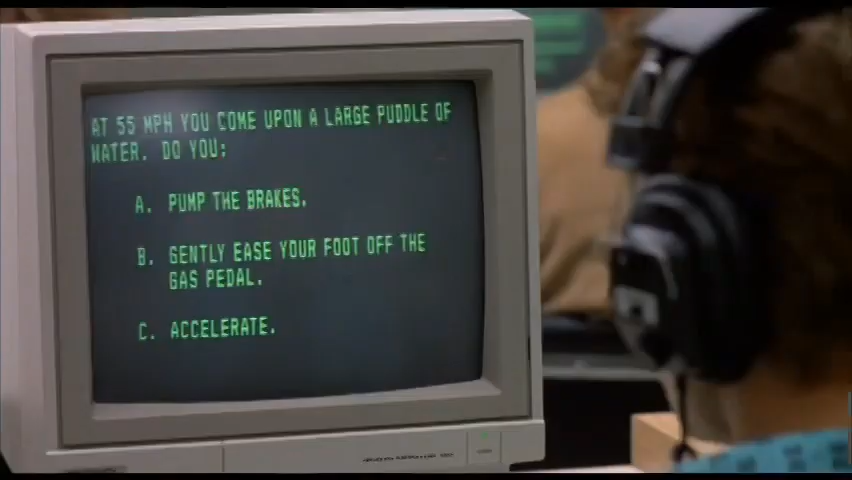 AT 55 MPH YOU COME UPON A LARGE PUDDLE OF
WATER. DO YOU:
A. PUMP THE BRAKES.
B. GENTLY EASE YOUR FOOT OFF THE
GAS PEDAL.
C. ACCELERATE.